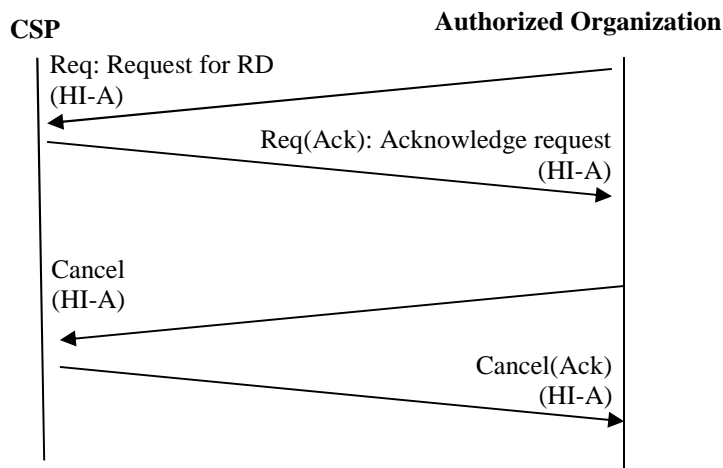 CSP
Authorized Organization
Req: Request for RD
(HI-A)
Req(Ack): Acknowledge request
(HI-A)
Cancel
(HI-A)
Cancel(Ack)
(HI-A)